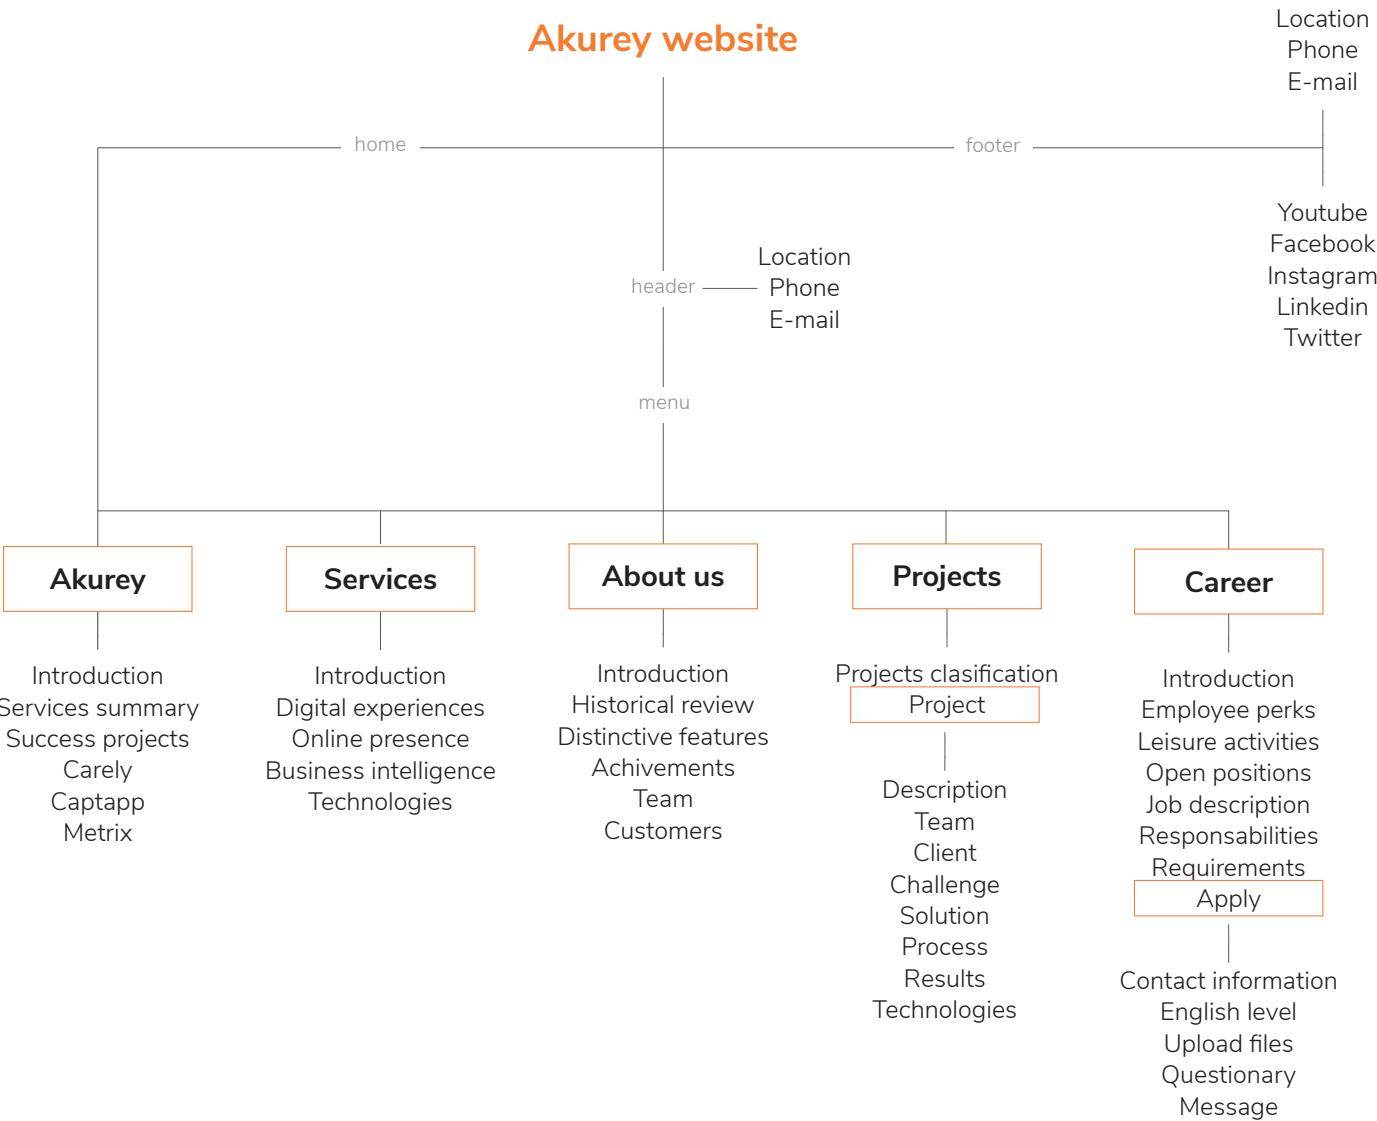 Akurey website
Location
Phone
E-mail
home
footer
Youtube
Facebook
Instagram
Linkedin
Twitter
header
Location
Phone
E-mail
menu
Akurey
Introduction
Services summary
Success projects
Carely
Captapp
Metrix
Services
Introduction
Digital experiences
Online presence
Business intelligence
Technologies
About us
Introduction
Historical review
Distinctive features
Achivements
Team
Customers
Projects
Projects clasification
Project
Description
Team
Client
Challenge
Solution
Process
Results
Technologies
Career
Introduction
Employee perks
Leisure activities
Open positions
Job description
Responsabilities
Requirements
Apply
Contact information
English level
Upload files
Questionary
Message